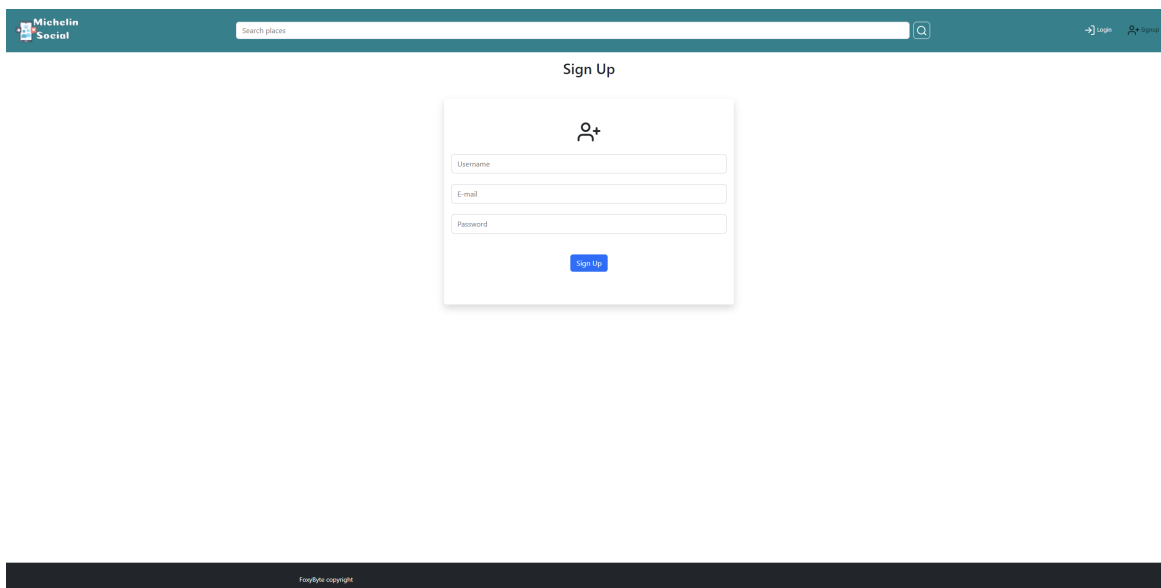 Michelin
Social
Search places
Login
Signup
Sign Up
Username
E-mail
Password
Sign Up
FoxyByte copyright